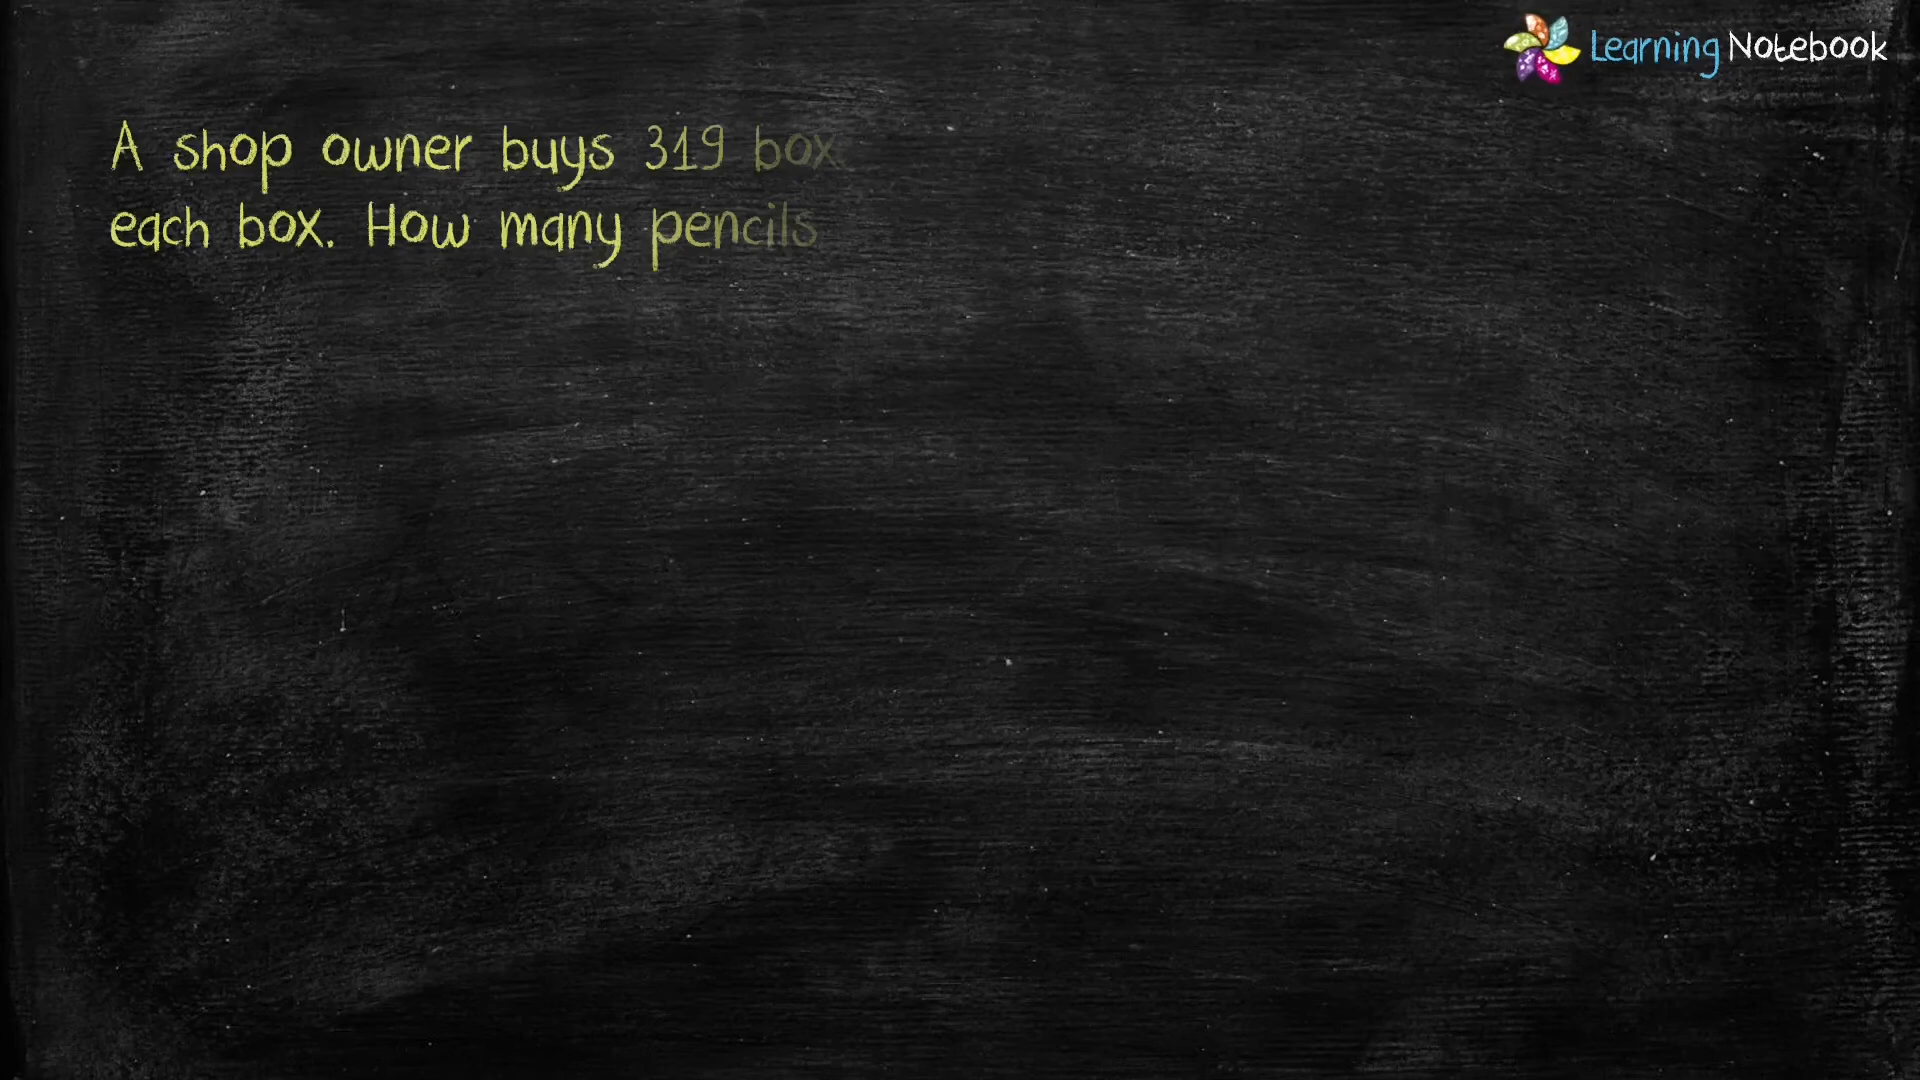 Learning Notebook
A shop owner buys 319 box
each box. How many pencils